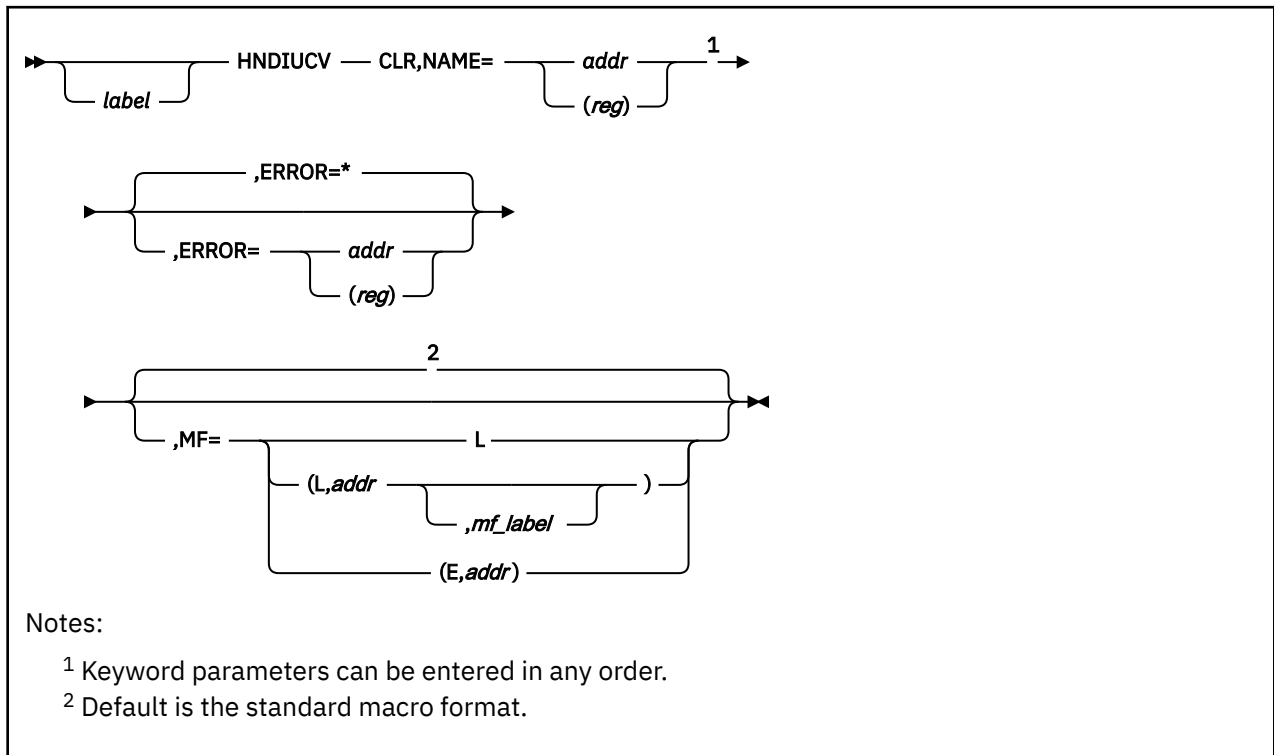 HNDIUCV CLR,NAME= addr 1
label (reg)
,ERROR=*
,ERROR= addr
(reg)
2
,MF= L
(L,addr )
,mf_label
(E,addr)
Notes:
1 Keyword parameters can be entered in any order.
2 Default is the standard macro format.